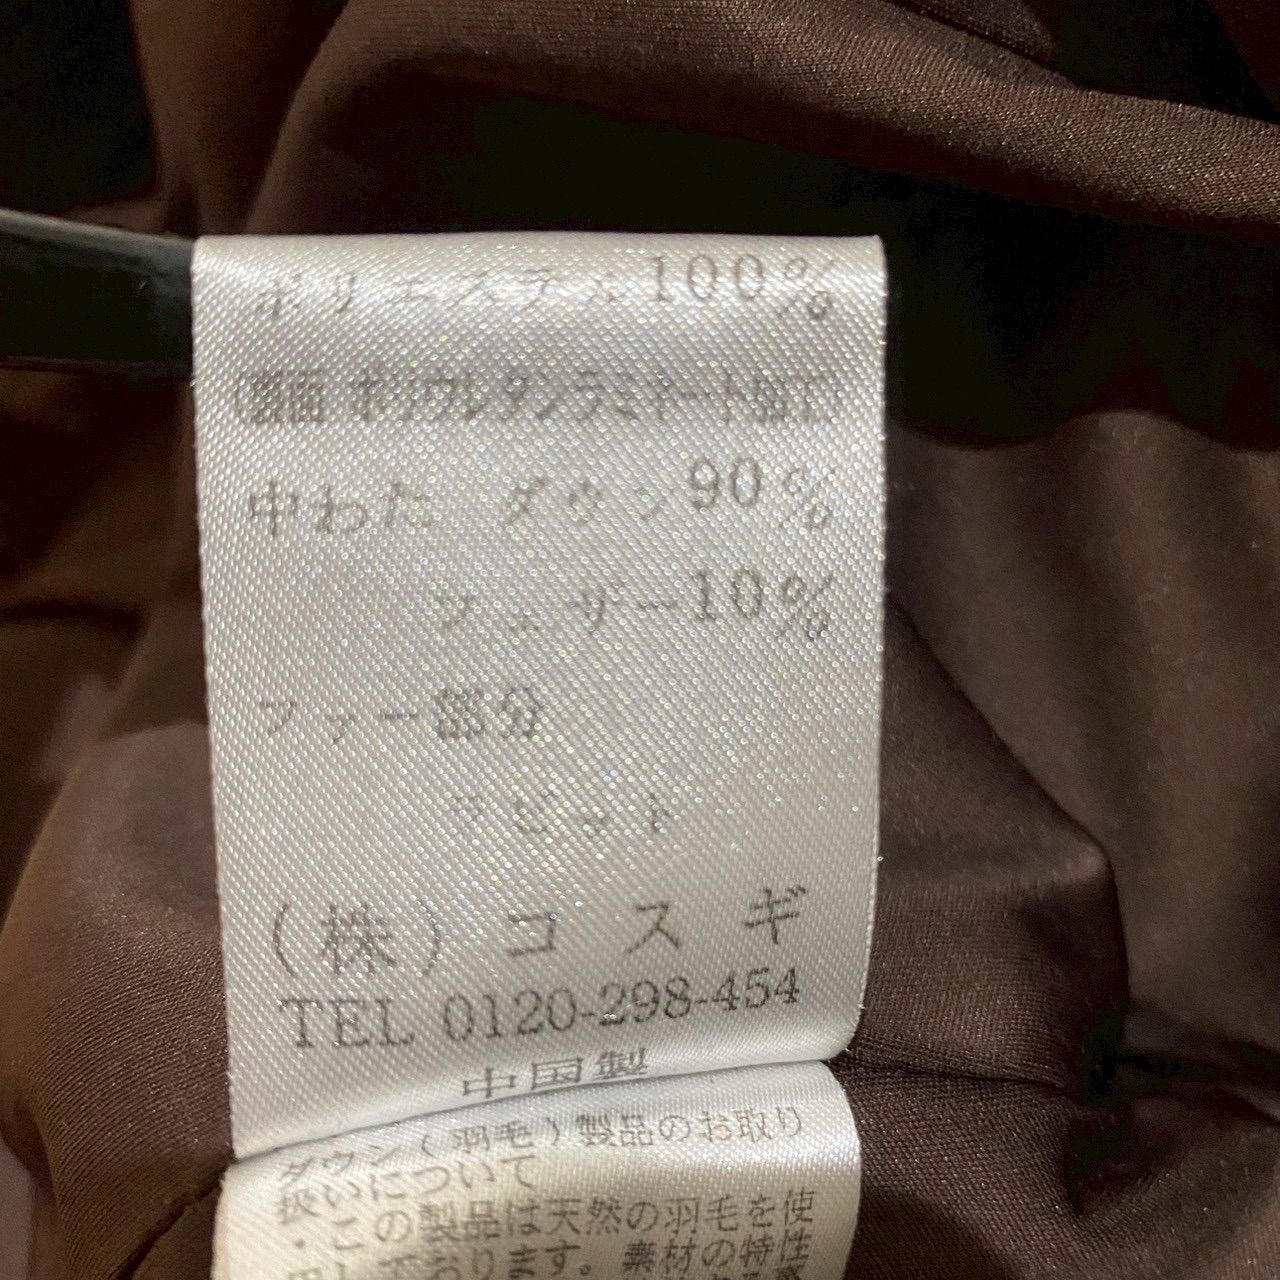 ポリエステル100%
裏面 ポリウレタンラミネート加工
中わた ダウン90%
フェザー10%
ファー部分
ラビット
(株) コスギ
TEL 0120-298-454
中国製
ダウン(羽毛)製品のお取り
扱いについて
・この製品は天然の羽毛を使
用しております。素材の特性